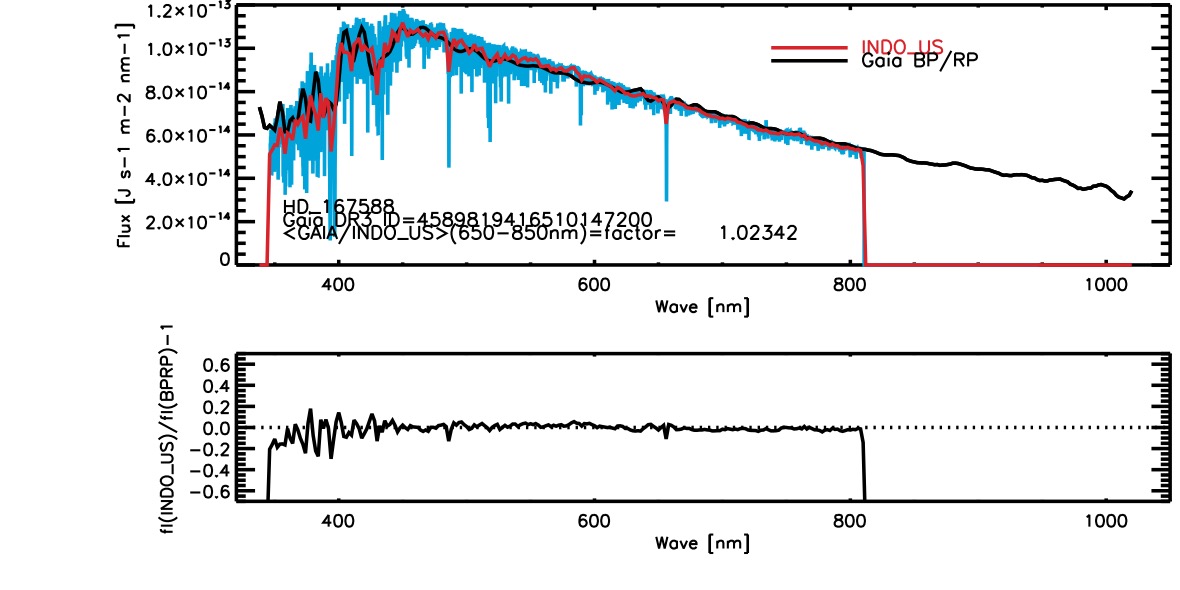 1.2×10⁻¹³
1.0×10⁻¹³
8.0×10⁻¹⁴
6.0×10⁻¹⁴
4.0×10⁻¹⁴
2.0×10⁻¹⁴
0
Flux [J s−1 m−2 nm−1]
INDO_US
Gaia BP/RP
HD_167588
Gaia DR3 ID=4589819416510147200
<GAIA/INDO_US>(650−850nm)=factor= 1.02342
400 600 800 1000
Wave [nm]
0.6
0.4
0.2
0.0
−0.2
−0.4
−0.6
fl(INDO_US)/fl(BPRP)−1
400 600 800 1000
Wave [nm]